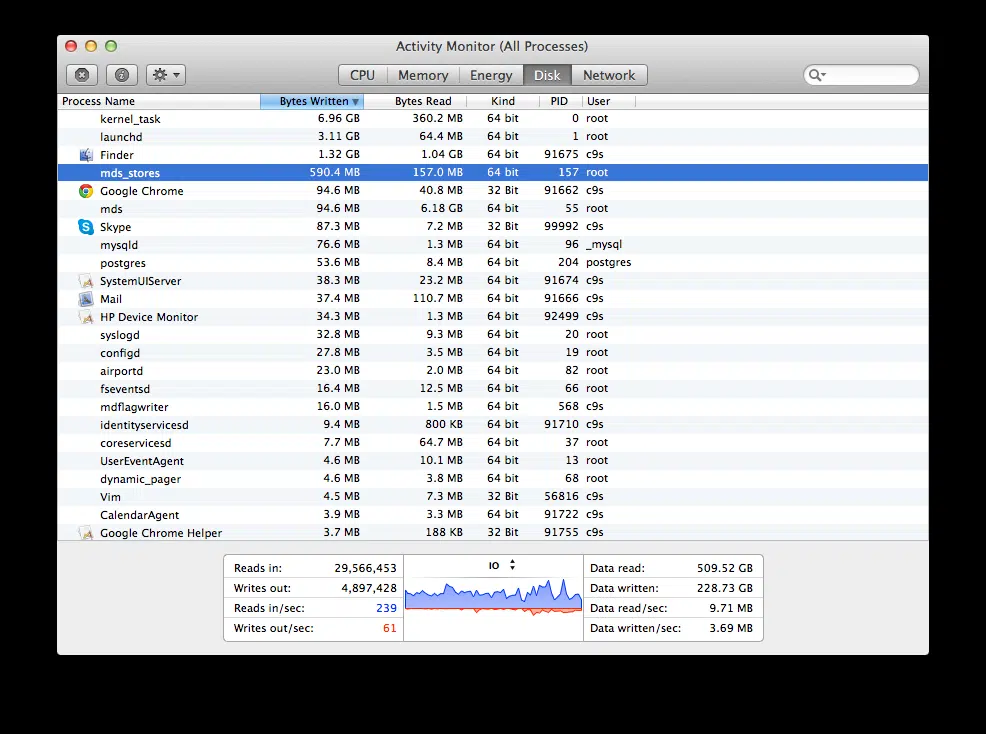 Activity Monitor (All Processes)
CPU Memory Energy Disk Network
Process Name Bytes Written Bytes Read Kind PID User
kernel_task 6.96 GB 360.2 MB 64 bit 0 root
launchd 3.11 GB 64.4 MB 64 bit 1 root
Finder 1.32 GB 1.04 GB 64 bit 91675 c9s
mds_stores 590.4 MB 157.0 MB 64 bit 157 root
Google Chrome 94.6 MB 40.8 MB 32 Bit 91662 c9s
mds 94.6 MB 6.18 GB 64 bit 55 root
Skype 87.3 MB 7.2 MB 32 Bit 99992 c9s
mysqld 76.6 MB 1.3 MB 64 bit 96 _mysql
postgres 53.6 MB 8.4 MB 64 bit 204 postgres
SystemUIServer 38.3 MB 23.2 MB 64 bit 91674 c9s
Mail 37.4 MB 110.7 MB 64 bit 91666 c9s
HP Device Monitor 34.3 MB 1.3 MB 64 bit 92499 c9s
syslogd 32.8 MB 9.3 MB 64 bit 20 root
configd 27.8 MB 3.5 MB 64 bit 19 root
airportd 23.0 MB 2.0 MB 64 bit 82 root
fseventsd 16.4 MB 12.5 MB 64 bit 66 root
mdflagwriter 16.0 MB 1.5 MB 64 bit 568 c9s
identityservicesd 9.4 MB 800 KB 64 bit 91710 c9s
coreservicesd 7.7 MB 64.7 MB 64 bit 37 root
UserEventAgent 4.6 MB 10.1 MB 64 bit 13 root
dynamic_pager 4.6 MB 3.8 MB 64 bit 68 root
Vim 4.5 MB 7.3 MB 32 Bit 56816 c9s
CalendarAgent 3.9 MB 3.3 MB 64 bit 91722 c9s
Google Chrome Helper 3.7 MB 188 KB 32 Bit 91755 c9s
Reads in: 29,566,453 IO Data read: 509.52 GB
Writes out: 4,897,428 Data written: 228.73 GB
Reads in/sec: 239 Data read/sec: 9.71 MB
Writes out/sec: 61 Data written/sec: 3.69 MB